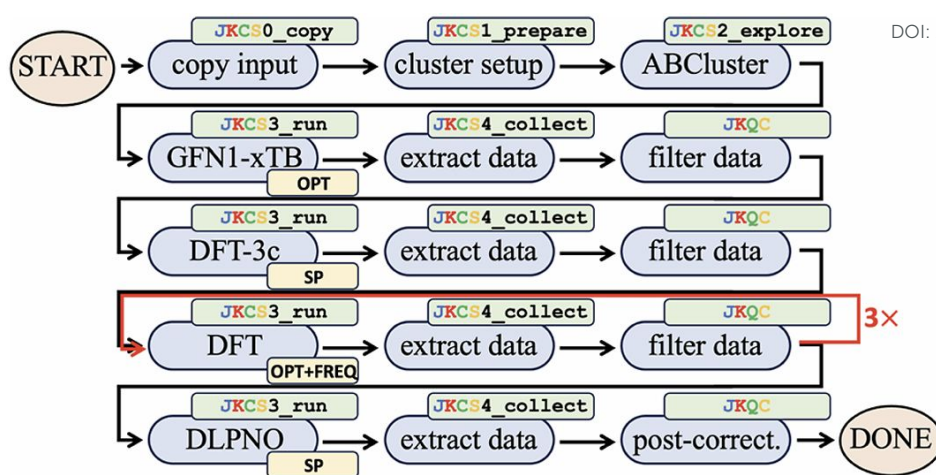 JKCS0_copy JKCS1_prepare JKCS2_explore DOI:
START copy input cluster setup ABCluster
JKCS3_run JKCS4_collect JKQC
GFN1-xTB extract data filter data
OPT
JKCS3_run JKCS4_collect JKQC
DFT-3c extract data filter data
SP
JKCS3_run JKCS4_collect JKQC 3×
DFT extract data filter data
OPT+FREQ
JKCS3_run JKCS4_collect JKQC
DLPNO extract data post-correct. DONE
SP